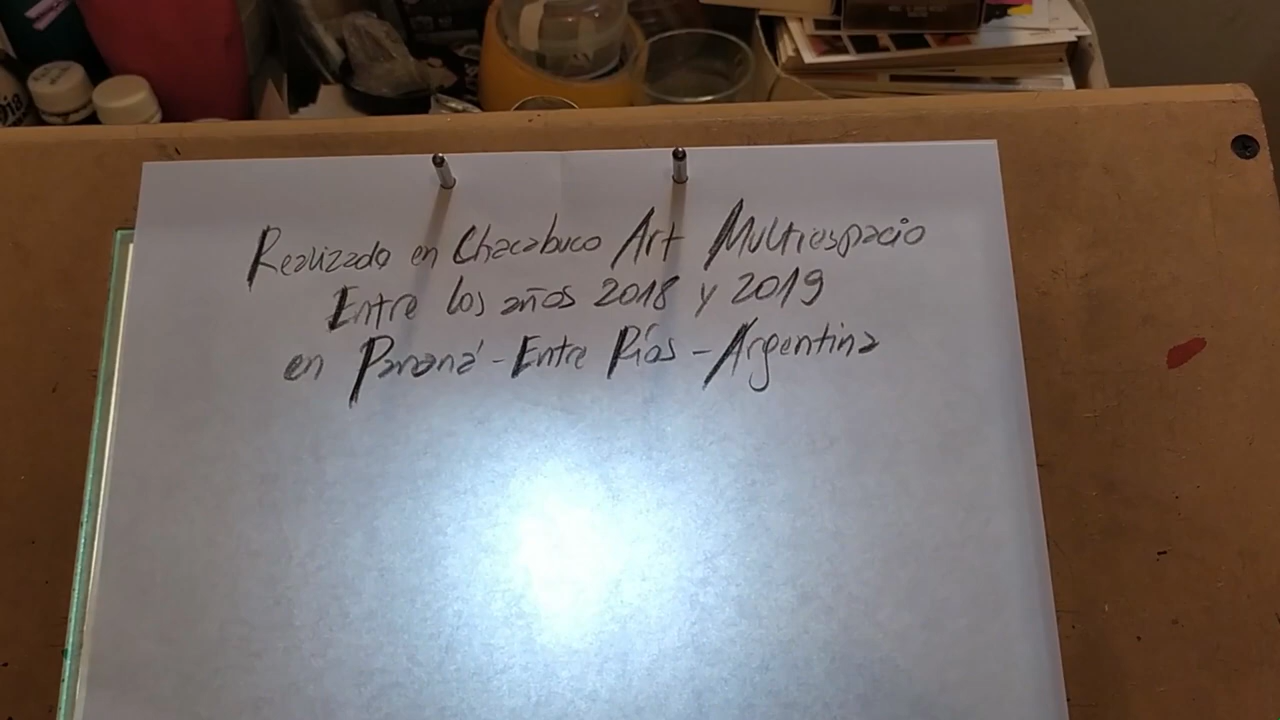 Realizado en Chacabuco Art Multiespacio
Entre los años 2018 y 2019
en Paraná - Entre Ríos - Argentina